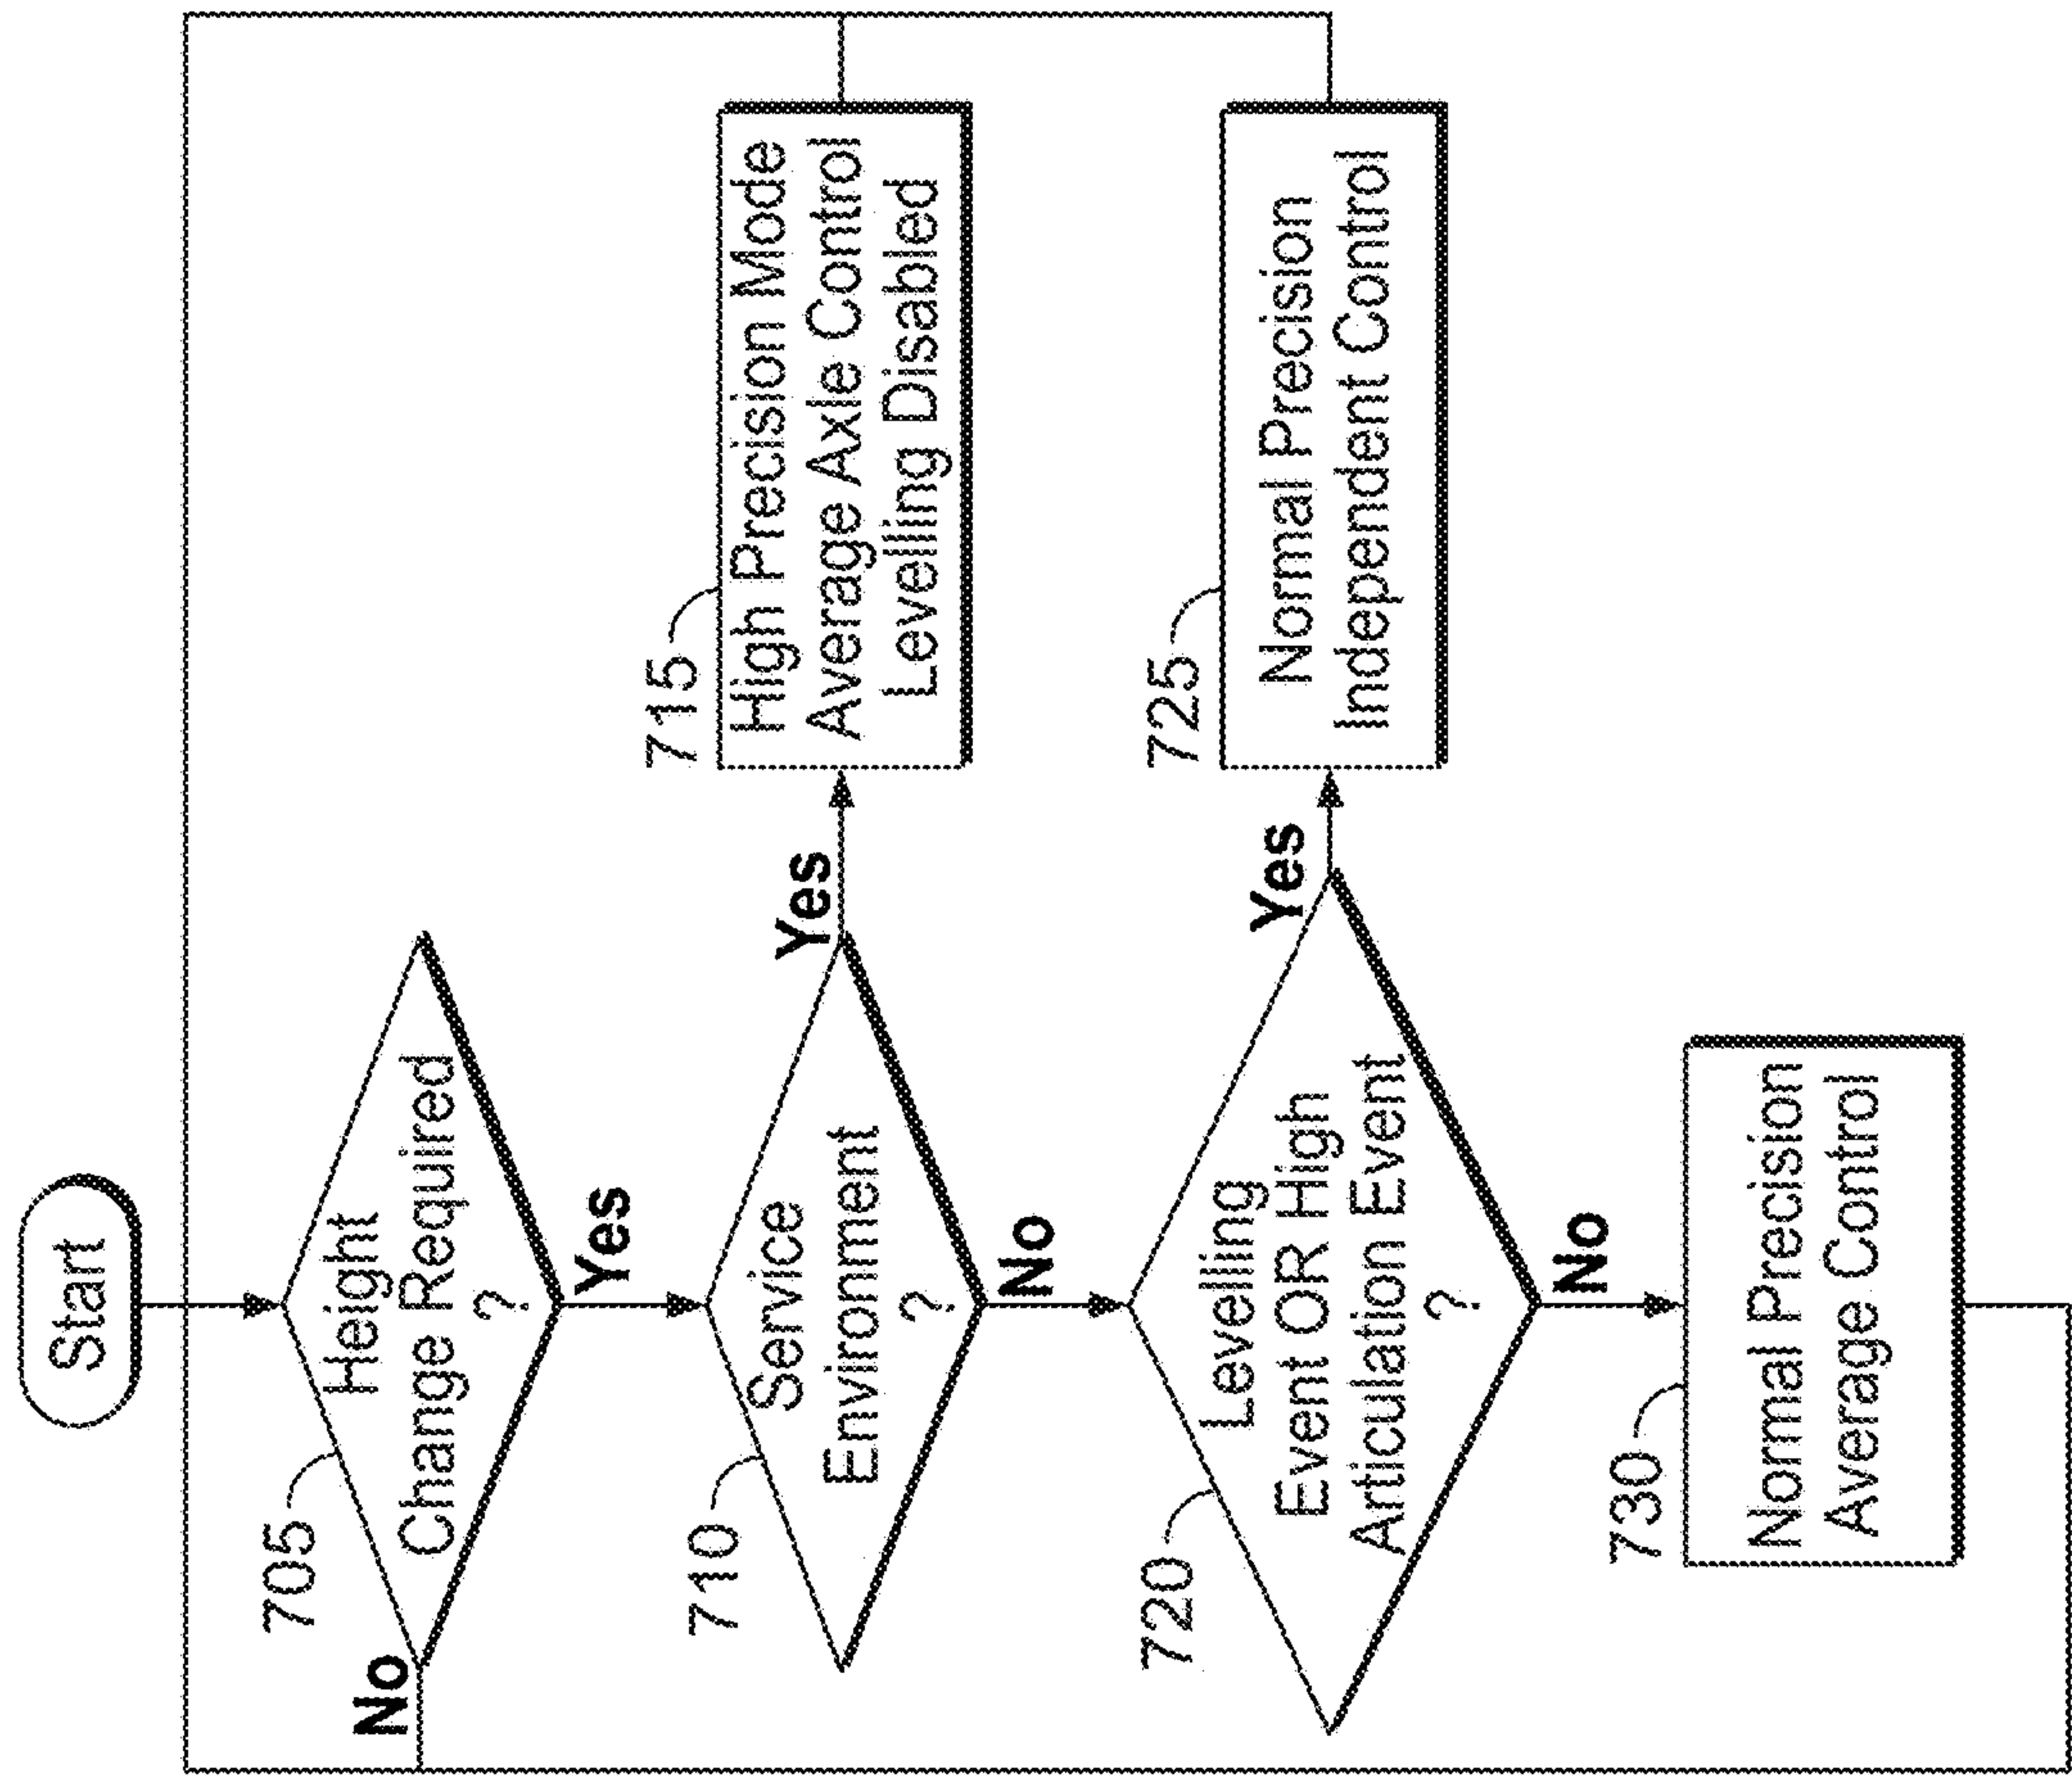 Start
705
Height
Change Required
?
No
Yes
710
Service
Environment
?
Yes
715
High Precision Mode
Average Axle Control
Levelling Disabled
No
720
Levelling
Event OR High
Articulation Event
?
Yes
725
Normal Precision
Independent Control
No
730
Normal Precision
Average Control